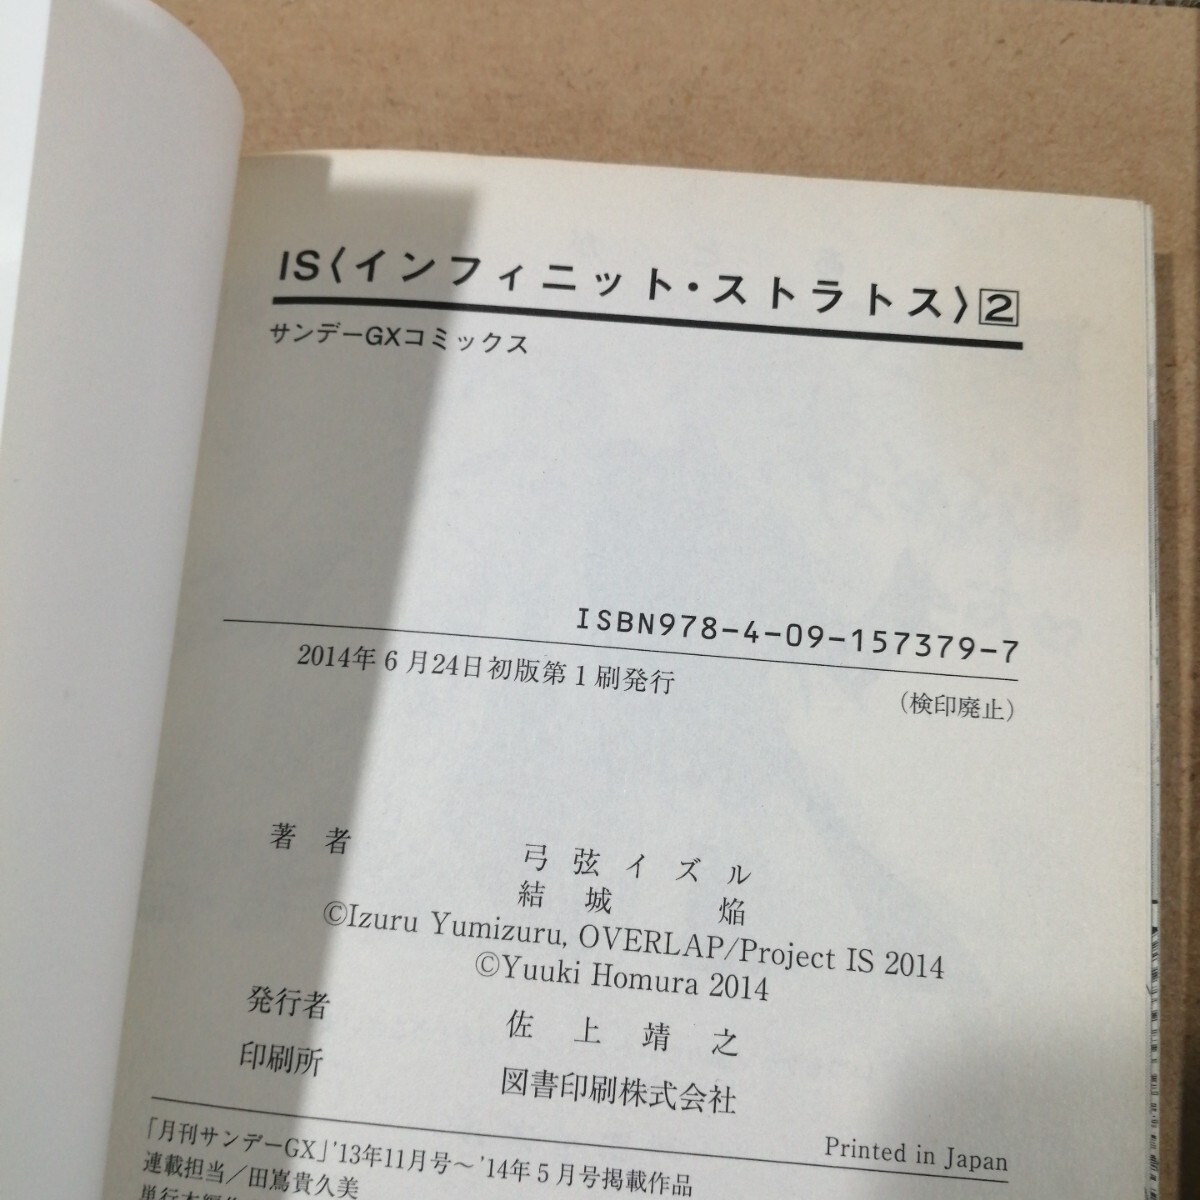 IS〈インフィニット・ストラトス〉2
サンデーGXコミックス
ISBN978-4-09-157379-7
2014年6月24日初版第1刷発行
（検印廃止）
著者 弓弦イズル
結城焔
©Izuru Yumizuru, OVERLAP/Project IS 2014
©Yuuki Homura 2014
発行者 佐上靖之
印刷所 図書印刷株式会社
Printed in Japan
「月刊サンデーGX」'13年11月号～'14年5月号掲載作品
連載担当／田嶌貴久美
単行本編集